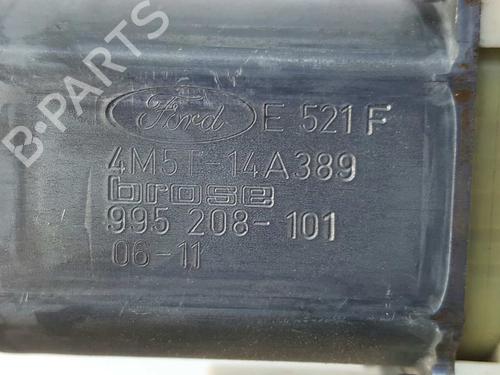 B-PARTS
Ford E 521 F
4M5T-14A389
brose
995 208-101
06-11